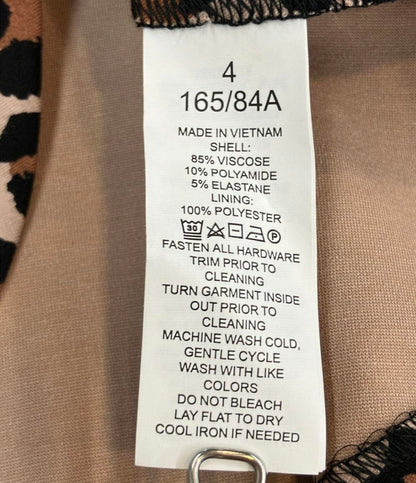 4
165/84A
MADE IN VIETNAM
SHELL:
85% VISCOSE
10% POLYAMIDE
5% ELASTANE
LINING:
100% POLYESTER
30 P
FASTEN ALL HARDWARE
TRIM PRIOR TO
CLEANING
TURN GARMENT INSIDE
OUT PRIOR TO
CLEANING
MACHINE WASH COLD,
GENTLE CYCLE
WASH WITH LIKE
COLORS
DO NOT BLEACH
LAY FLAT TO DRY
COOL IRON IF NEEDED